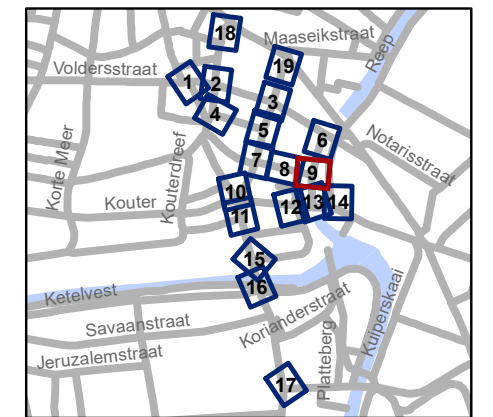 18
Maaseikstraat
Reep
19
Voldersstraat
1
2
3
4
5
6
Notarisstraat
Korte Meer
Kouterdreef
7
8
9
10
Kouter
11
12
13
14
15
Ketelvest
16
Savaanstraat
Korianderstraat
Kuiperskaai
Platteberg
Jeruzalemstraat
17